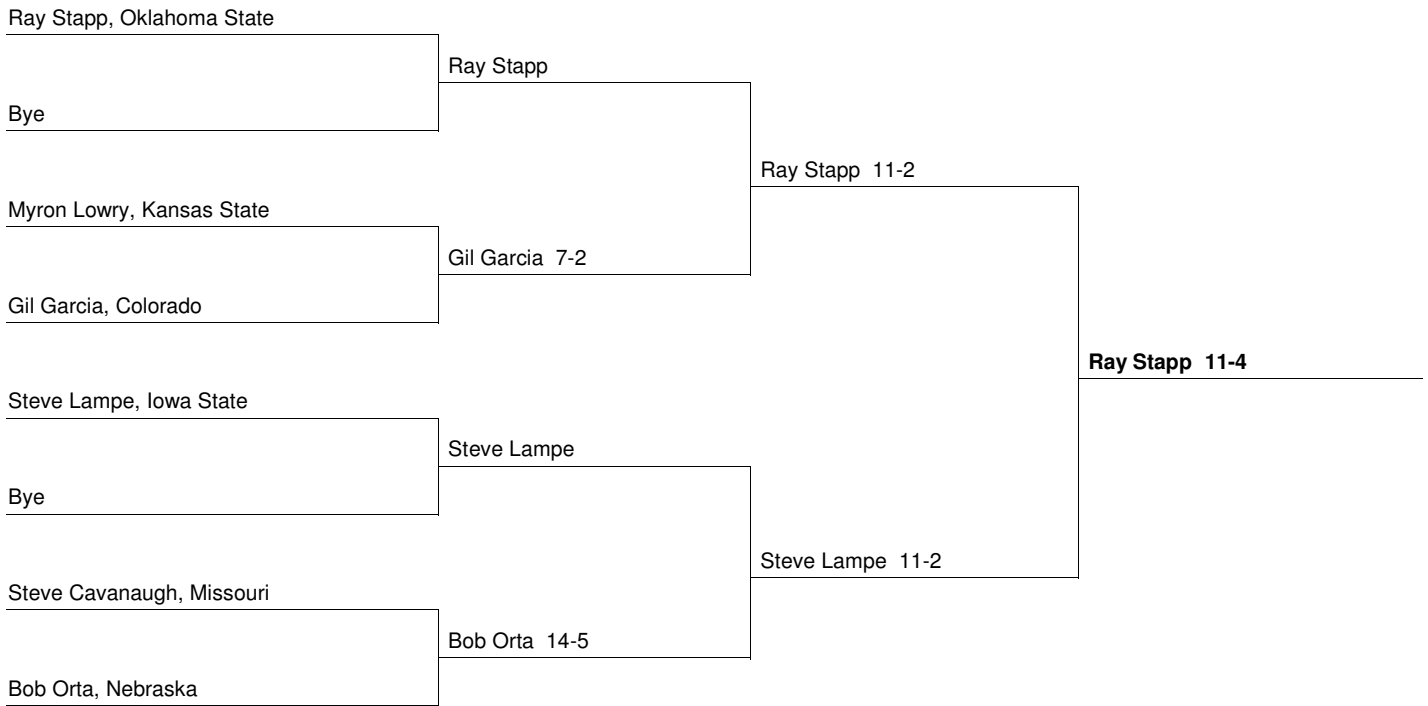 Ray Stapp, Oklahoma State
Ray Stapp
Bye
Ray Stapp 11-2
Myron Lowry, Kansas State
Gil Garcia 7-2
Gil Garcia, Colorado
Ray Stapp 11-4
Steve Lampe, Iowa State
Steve Lampe
Bye
Steve Lampe 11-2
Steve Cavanaugh, Missouri
Bob Orta 14-5
Bob Orta, Nebraska